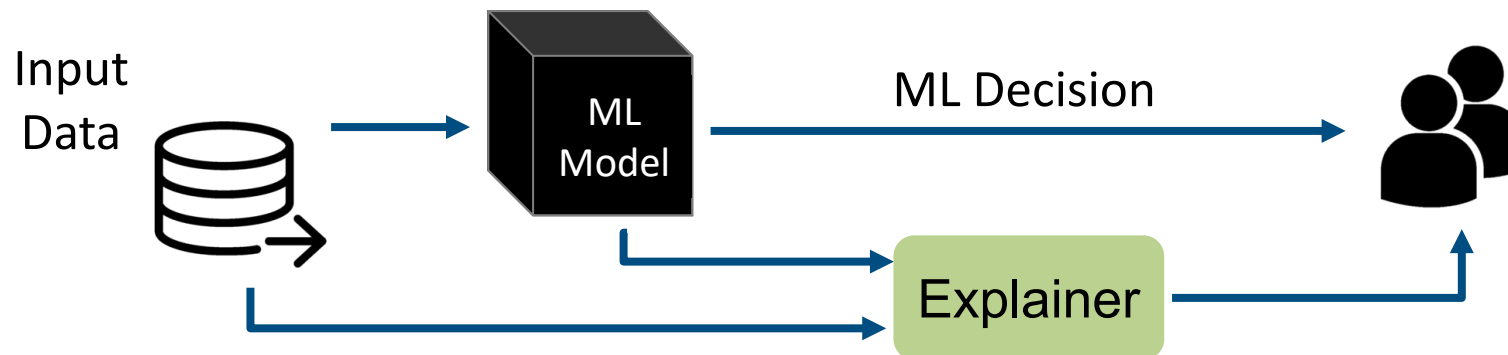 Input
Data
ML
Model
ML Decision
Explainer